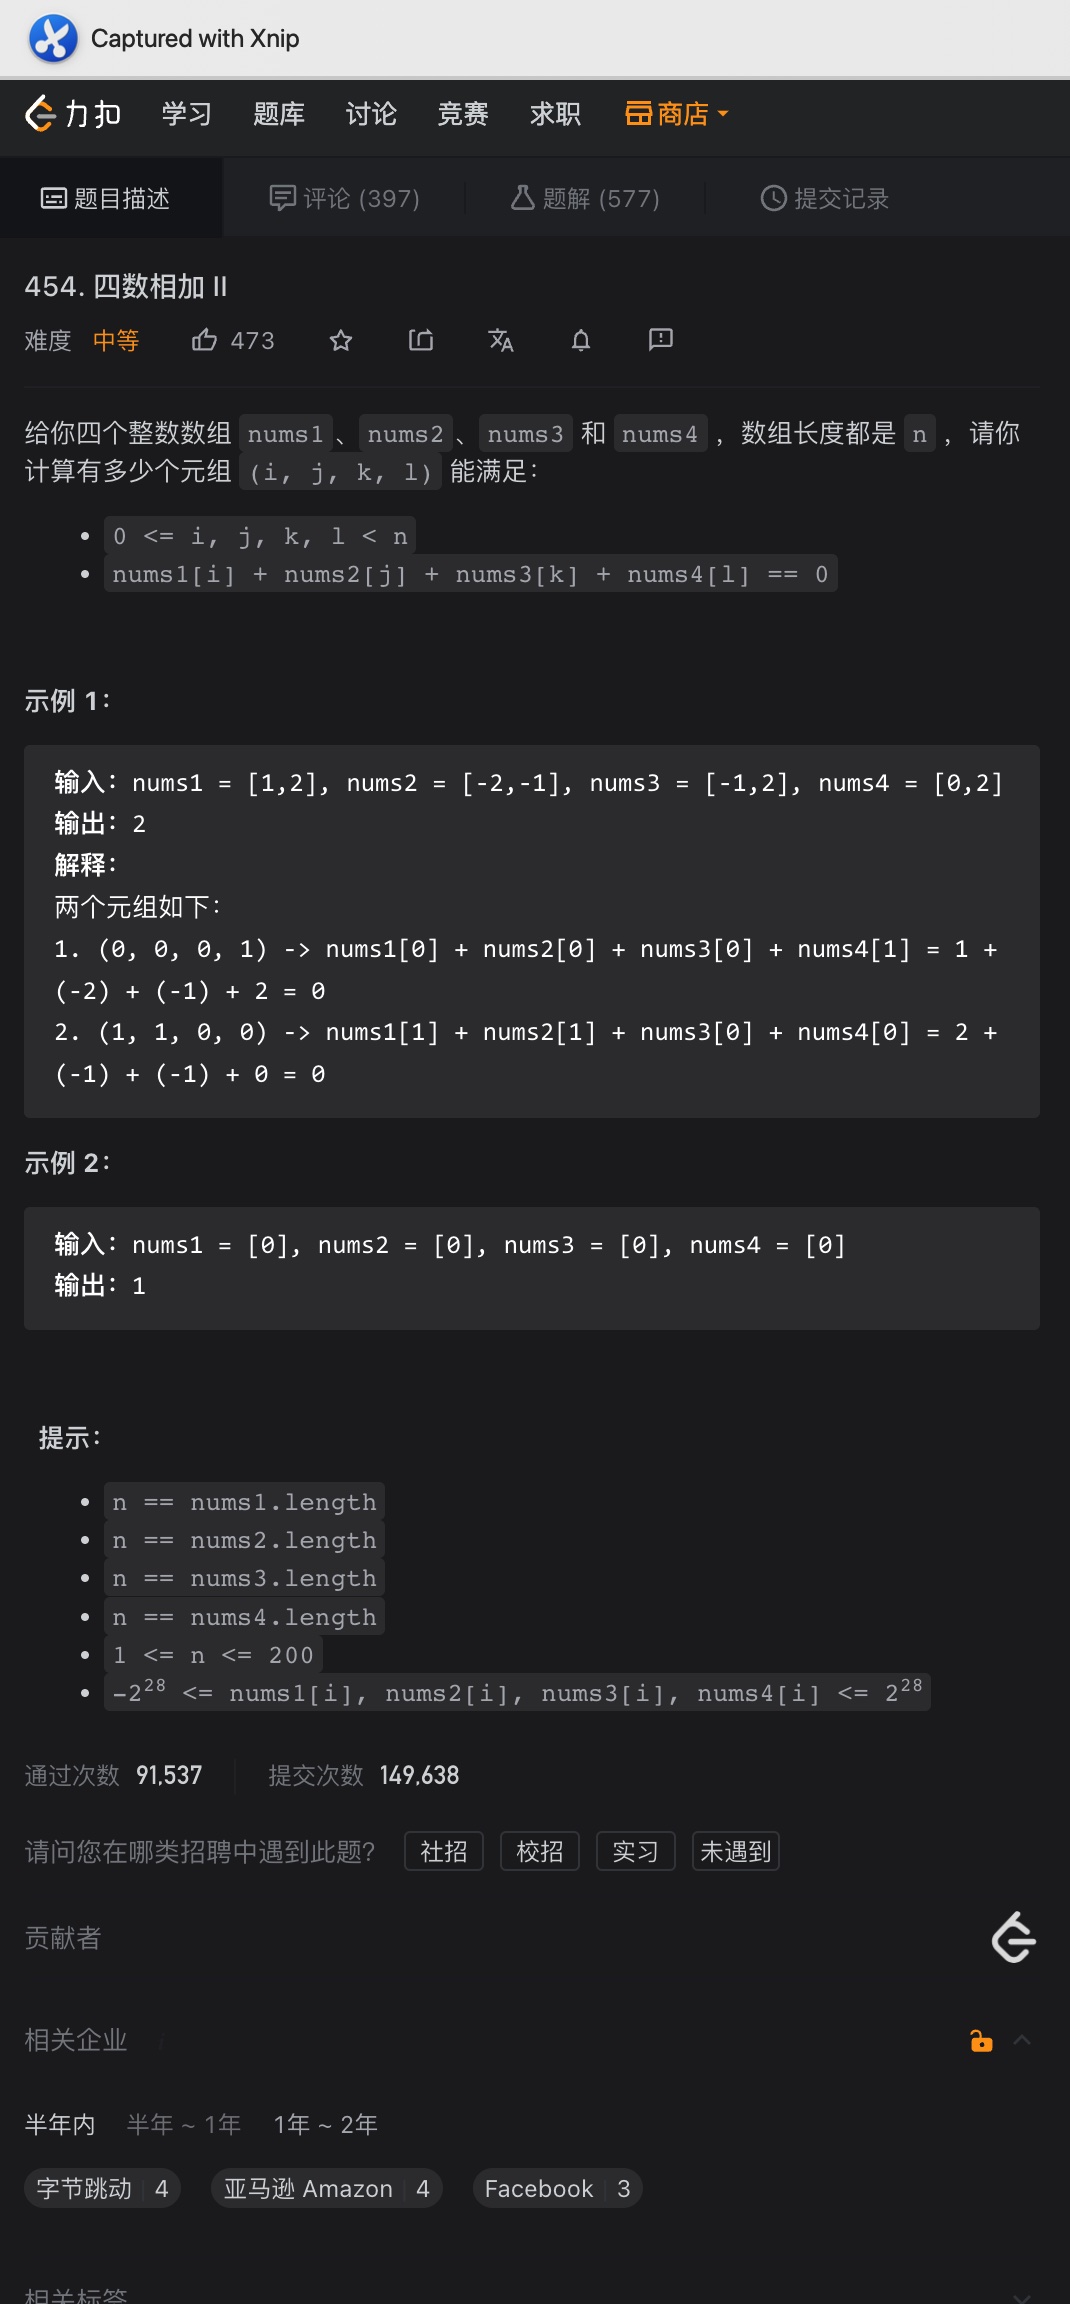 Captured with Xnip
力扣 学习 题库 讨论 竞赛 求职 商店
题目描述 评论 (397) 题解 (577) 提交记录
454. 四数相加 II
难度 中等 473
给你四个整数数组 nums1、nums2、nums3 和 nums4 ，数组长度都是 n ，请你
计算有多少个元组 (i, j, k, l) 能满足：
0 <= i, j, k, l < n
nums1[i] + nums2[j] + nums3[k] + nums4[l] == 0
示例 1：
输入：nums1 = [1,2], nums2 = [-2,-1], nums3 = [-1,2], nums4 = [0,2]
输出：2
解释：
两个元组如下：
1. (0, 0, 0, 1) -> nums1[0] + nums2[0] + nums3[0] + nums4[1] = 1 +
(-2) + (-1) + 2 = 0
2. (1, 1, 0, 0) -> nums1[1] + nums2[1] + nums3[0] + nums4[0] = 2 +
(-1) + (-1) + 0 = 0
示例 2：
输入：nums1 = [0], nums2 = [0], nums3 = [0], nums4 = [0]
输出：1
提示：
n == nums1.length
n == nums2.length
n == nums3.length
n == nums4.length
1 <= n <= 200
-2²⁸ <= nums1[i], nums2[i], nums3[i], nums4[i] <= 2²⁸
通过次数 91,537 提交次数 149,638
请问您在哪类招聘中遇到此题？ 社招 校招 实习 未遇到
贡献者
相关企业
半年内 半年 ~ 1年 1年 ~ 2年
字节跳动 4 亚马逊 Amazon 4 Facebook 3
相关标签